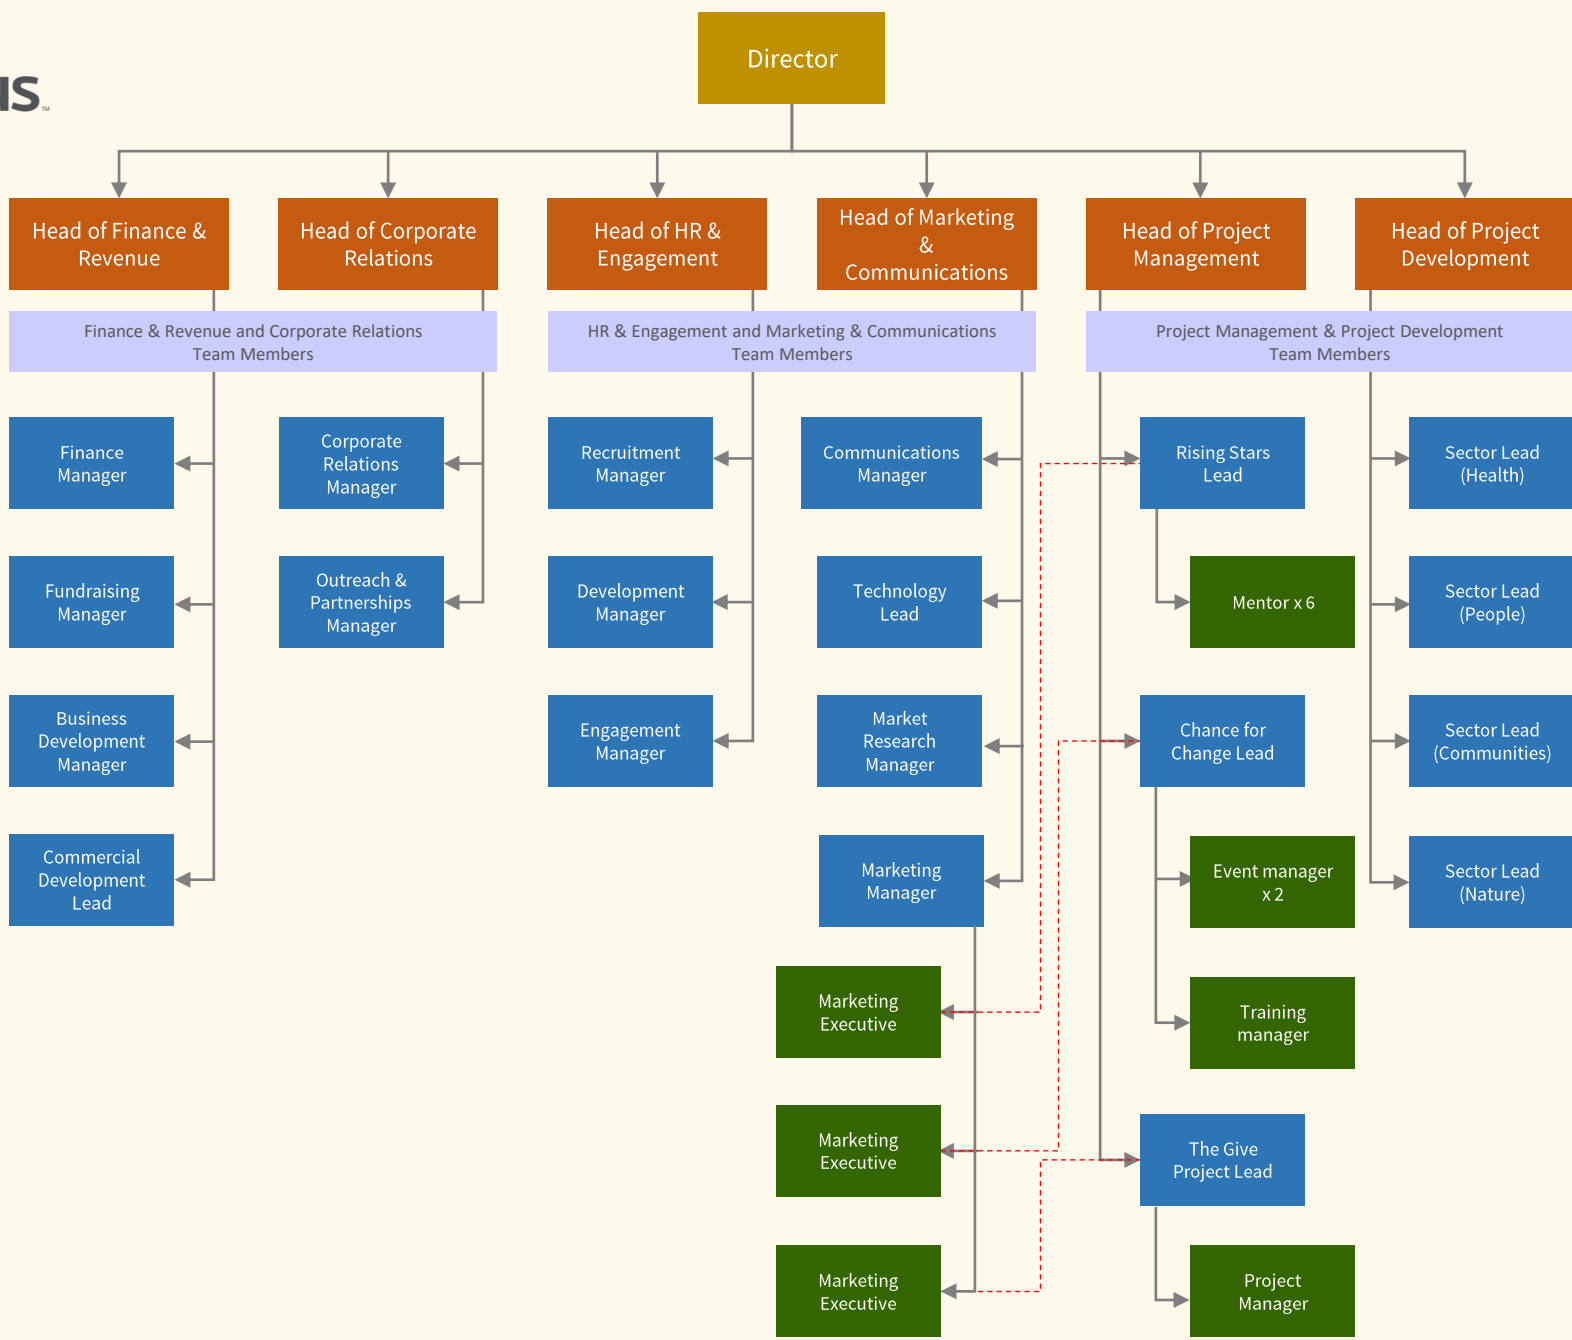 Director
us™
Head of Finance &
Revenue
Head of Corporate
Relations
Head of HR &
Engagement
Head of Marketing
&
Communications
Head of Project
Management
Head of Project
Development
Finance & Revenue and Corporate Relations
Team Members
HR & Engagement and Marketing & Communications
Team Members
Project Management & Project Development
Team Members
Finance
Manager
Corporate
Relations
Manager
Recruitment
Manager
Communications
Manager
Rising Stars
Lead
Sector Lead
(Health)
Fundraising
Manager
Outreach &
Partnerships
Manager
Development
Manager
Technology
Lead
Mentor x 6
Sector Lead
(People)
Business
Development
Manager
Engagement
Manager
Market
Research
Manager
Chance for
Change Lead
Sector Lead
(Communities)
Commercial
Development
Lead
Marketing
Manager
Event manager
x 2
Sector Lead
(Nature)
Marketing
Executive
Training
manager
Marketing
Executive
The Give
Project Lead
Marketing
Executive
Project
Manager